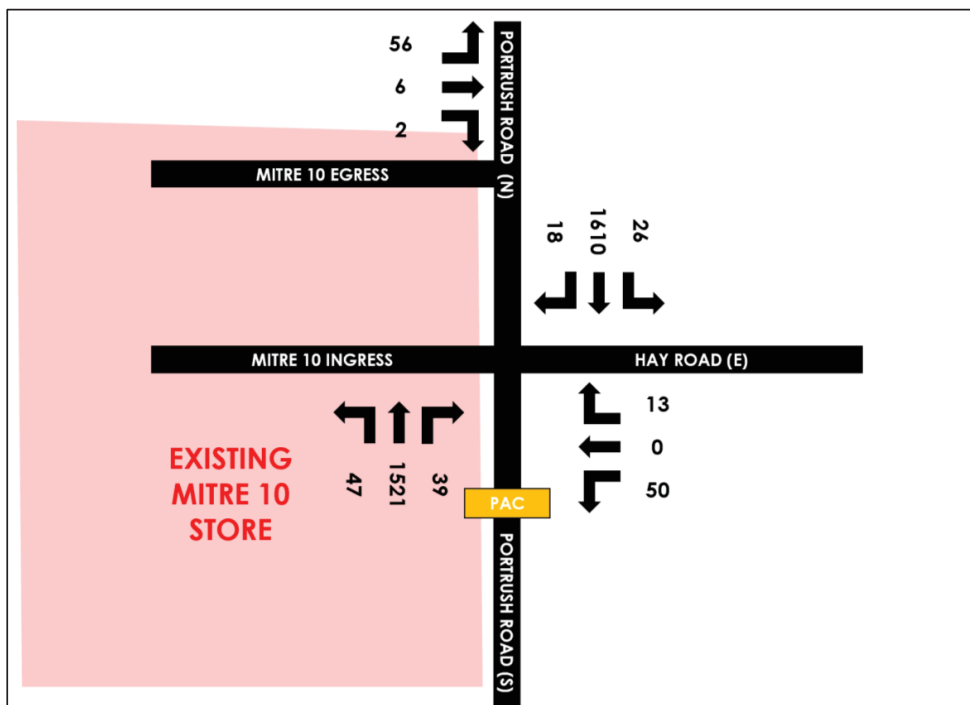 56
6
2
PORTRUSH ROAD (N)
MITRE 10 EGRESS
18
1610
26
MITRE 10 INGRESS
HAY ROAD (E)
47
1521
39
13
0
50
EXISTING
MITRE 10
STORE
PAC
PORTRUSH ROAD (S)